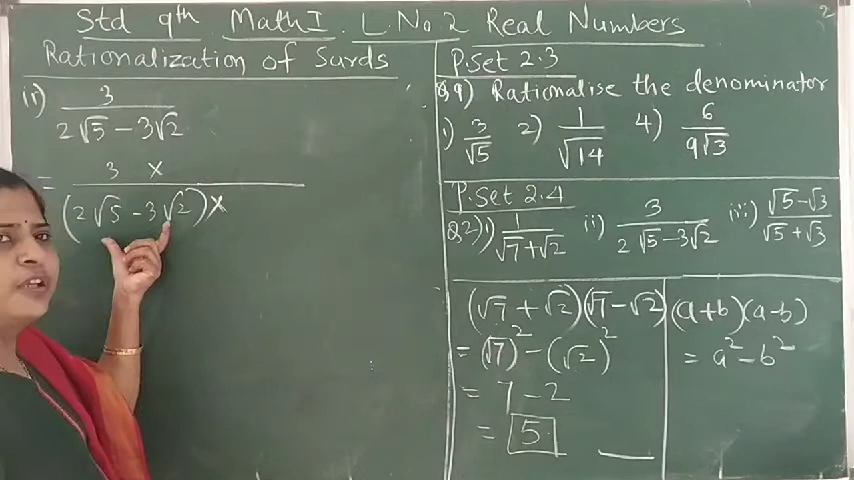 Std 9th Math I . L.No 2 Real Numbers
2
Rationalization of Surds
ii) 3 / (2√5 − 3√2)
= 3 × / (2√5 − 3√2) ×
P.Set 2.3
Q.9) Rationalise the denominator
1) 3/√5 2) 1/√14 4) 6/9√3
P.Set 2.4
Q.2) i) 1/(√7+√2) ii) 3/(2√5−3√2) iii) (√5−√3)/(√5+√3)
(√7 + √2)(√7−√2)
= (√7)² − (√2)²
= 7 − 2
= 5
(a+b)(a−b)
= a² − b²